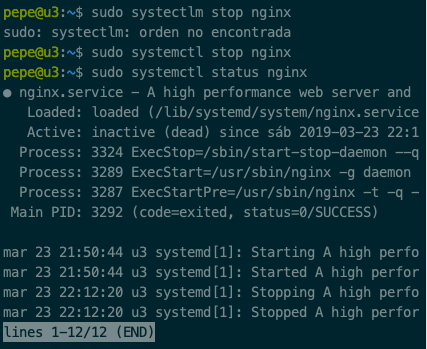 pepe@u3:~$ sudo systectlm stop nginx
sudo: systectlm: orden no encontrada
pepe@u3:~$ sudo systemctl stop nginx
pepe@u3:~$ sudo systemctl status nginx
● nginx.service - A high performance web server and
   Loaded: loaded (/lib/systemd/system/nginx.service
   Active: inactive (dead) since sáb 2019-03-23 22:1
  Process: 3324 ExecStop=/sbin/start-stop-daemon --q
  Process: 3289 ExecStart=/usr/sbin/nginx -g daemon
  Process: 3287 ExecStartPre=/usr/sbin/nginx -t -q -
 Main PID: 3292 (code=exited, status=0/SUCCESS)

mar 23 21:50:44 u3 systemd[1]: Starting A high perfo
mar 23 21:50:44 u3 systemd[1]: Started A high perfor
mar 23 22:12:20 u3 systemd[1]: Stopping A high perfo
mar 23 22:12:20 u3 systemd[1]: Stopped A high perfor
lines 1-12/12 (END)